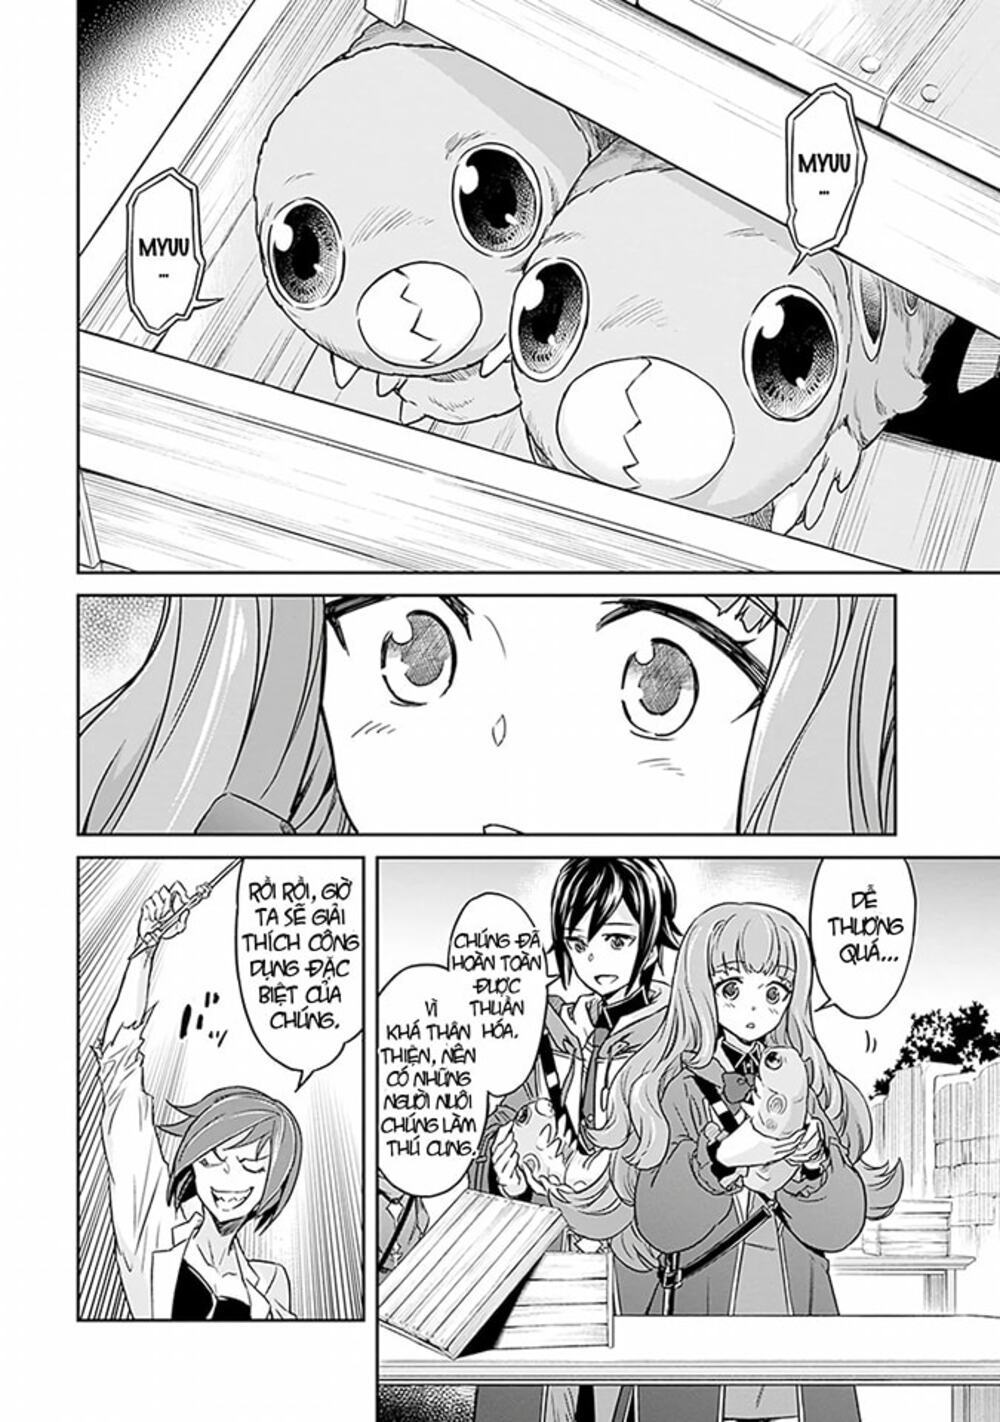 MYUU
...
MYUU
...
DỄ
THƯƠNG
QUÁ...
CHÚNG ĐÃ
HOÀN TOÀN
ĐƯỢC
THUẦN
HÓA.
VÌ
KHÁ THÂN
THIỆN, NÊN
CÓ NHỮNG
NGƯỜI NUÔI
CHÚNG LÀM
THÚ CƯNG.
RỒI RỒI, GIỜ
TA SẼ GIẢI
THÍCH CÔNG
DỤNG ĐẶC
BIỆT CỦA
CHÚNG.